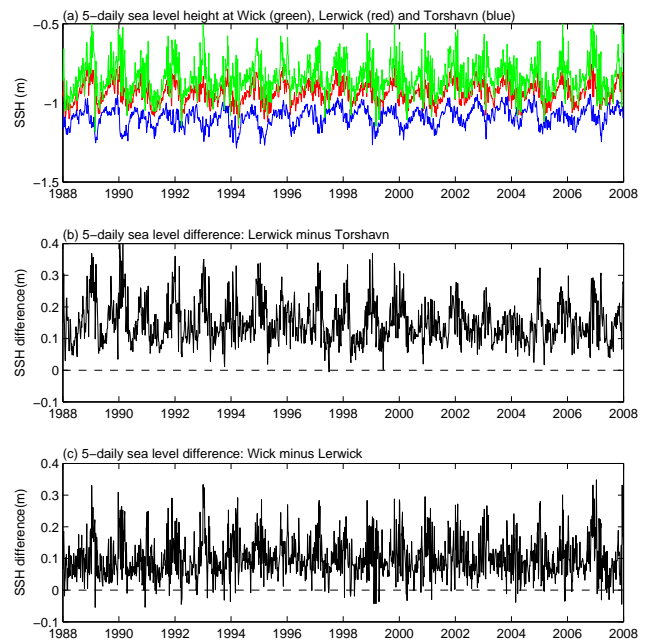 (a) 5−daily sea level height at Wick (green), Lerwick (red) and Torshavn (blue)
−0.5
−1
−1.5
SSH (m)
1988 1990 1992 1994 1996 1998 2000 2002 2004 2006 2008
(b) 5−daily sea level difference: Lerwick minus Torshavn
0.4
0.3
0.2
0.1
0
−0.1
SSH difference(m)
1988 1990 1992 1994 1996 1998 2000 2002 2004 2006 2008
(c) 5−daily sea level difference: Wick minus Lerwick
0.4
0.3
0.2
0.1
0
−0.1
SSH difference(m)
1988 1990 1992 1994 1996 1998 2000 2002 2004 2006 2008